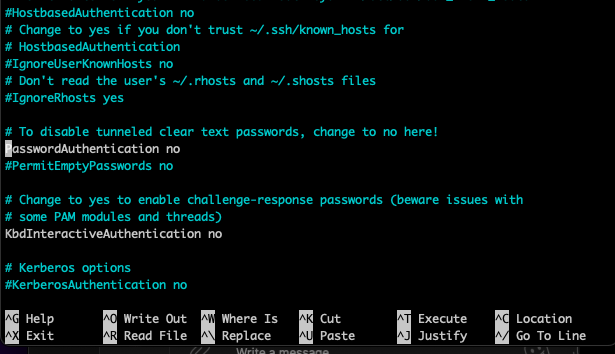 #HostbasedAuthentication no
# Change to yes if you don't trust ~/.ssh/known_hosts for
# HostbasedAuthentication
#IgnoreUserKnownHosts no
# Don't read the user's ~/.rhosts and ~/.shosts files
#IgnoreRhosts yes
# To disable tunneled clear text passwords, change to no here!
PasswordAuthentication no
#PermitEmptyPasswords no
# Change to yes to enable challenge-response passwords (beware issues with
# some PAM modules and threads)
KbdInteractiveAuthentication no
# Kerberos options
#KerberosAuthentication no
^G Help ^O Write Out ^W Where Is ^K Cut ^T Execute ^C Location
^X Exit ^R Read File ^\ Replace ^U Paste ^J Justify ^/ Go To Line
Write a message